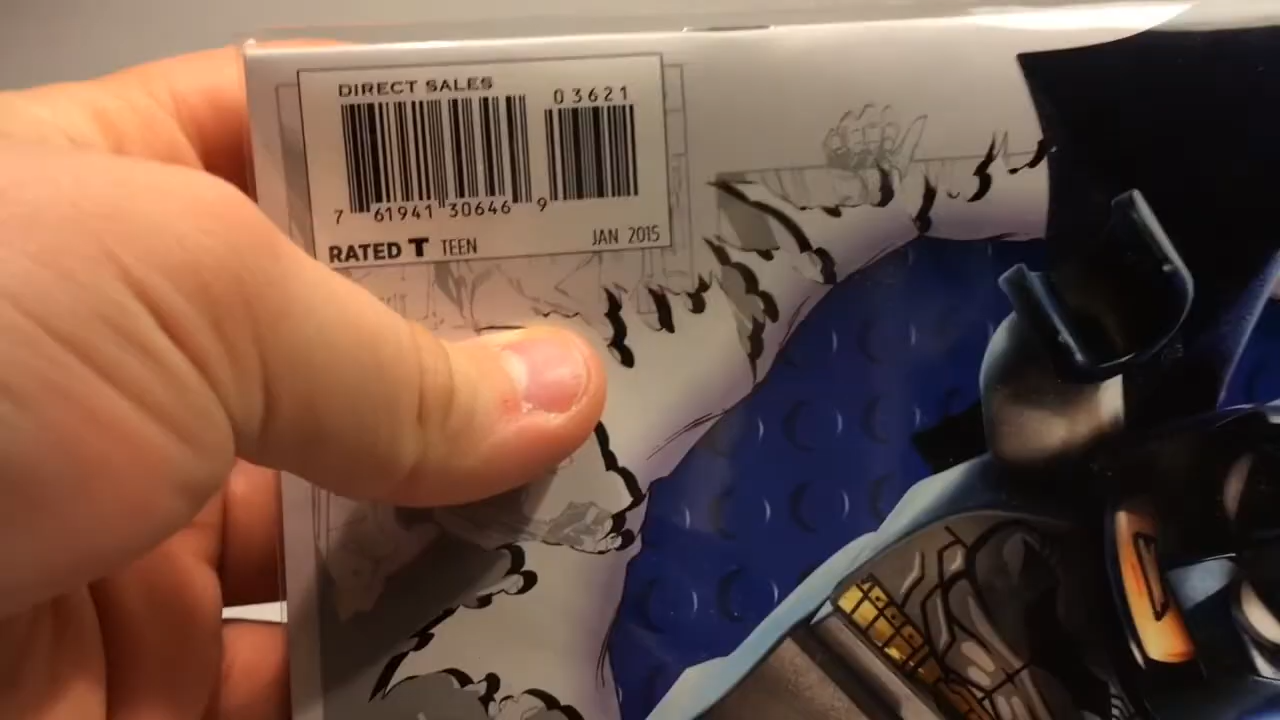 DIRECT SALES
03621
7 61941 30646 9
RATED T TEEN
JAN 2015